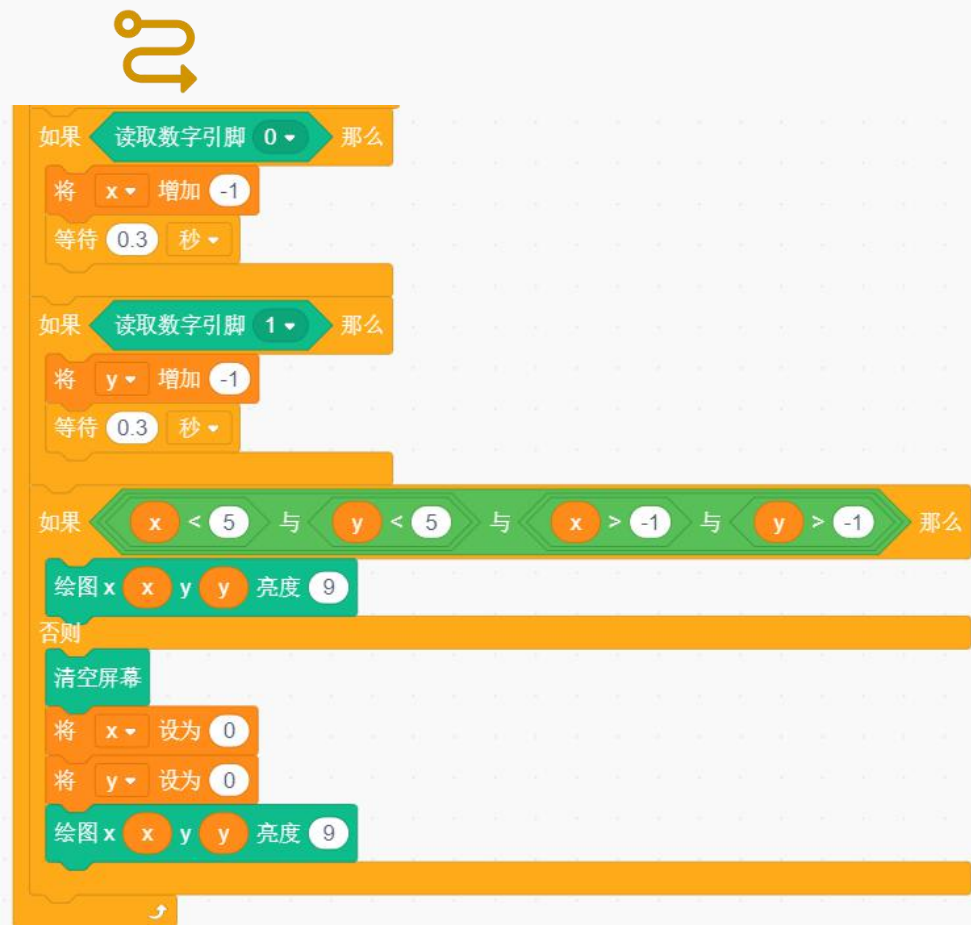 如果 读取数字引脚 0 那么
将 x 增加 -1
等待 0.3 秒
如果 读取数字引脚 1 那么
将 y 增加 -1
等待 0.3 秒
如果 x < 5 与 y < 5 与 x > -1 与 y > -1 那么
绘图 x x y y 亮度 9
否则
清空屏幕
将 x 设为 0
将 y 设为 0
绘图 x x y y 亮度 9